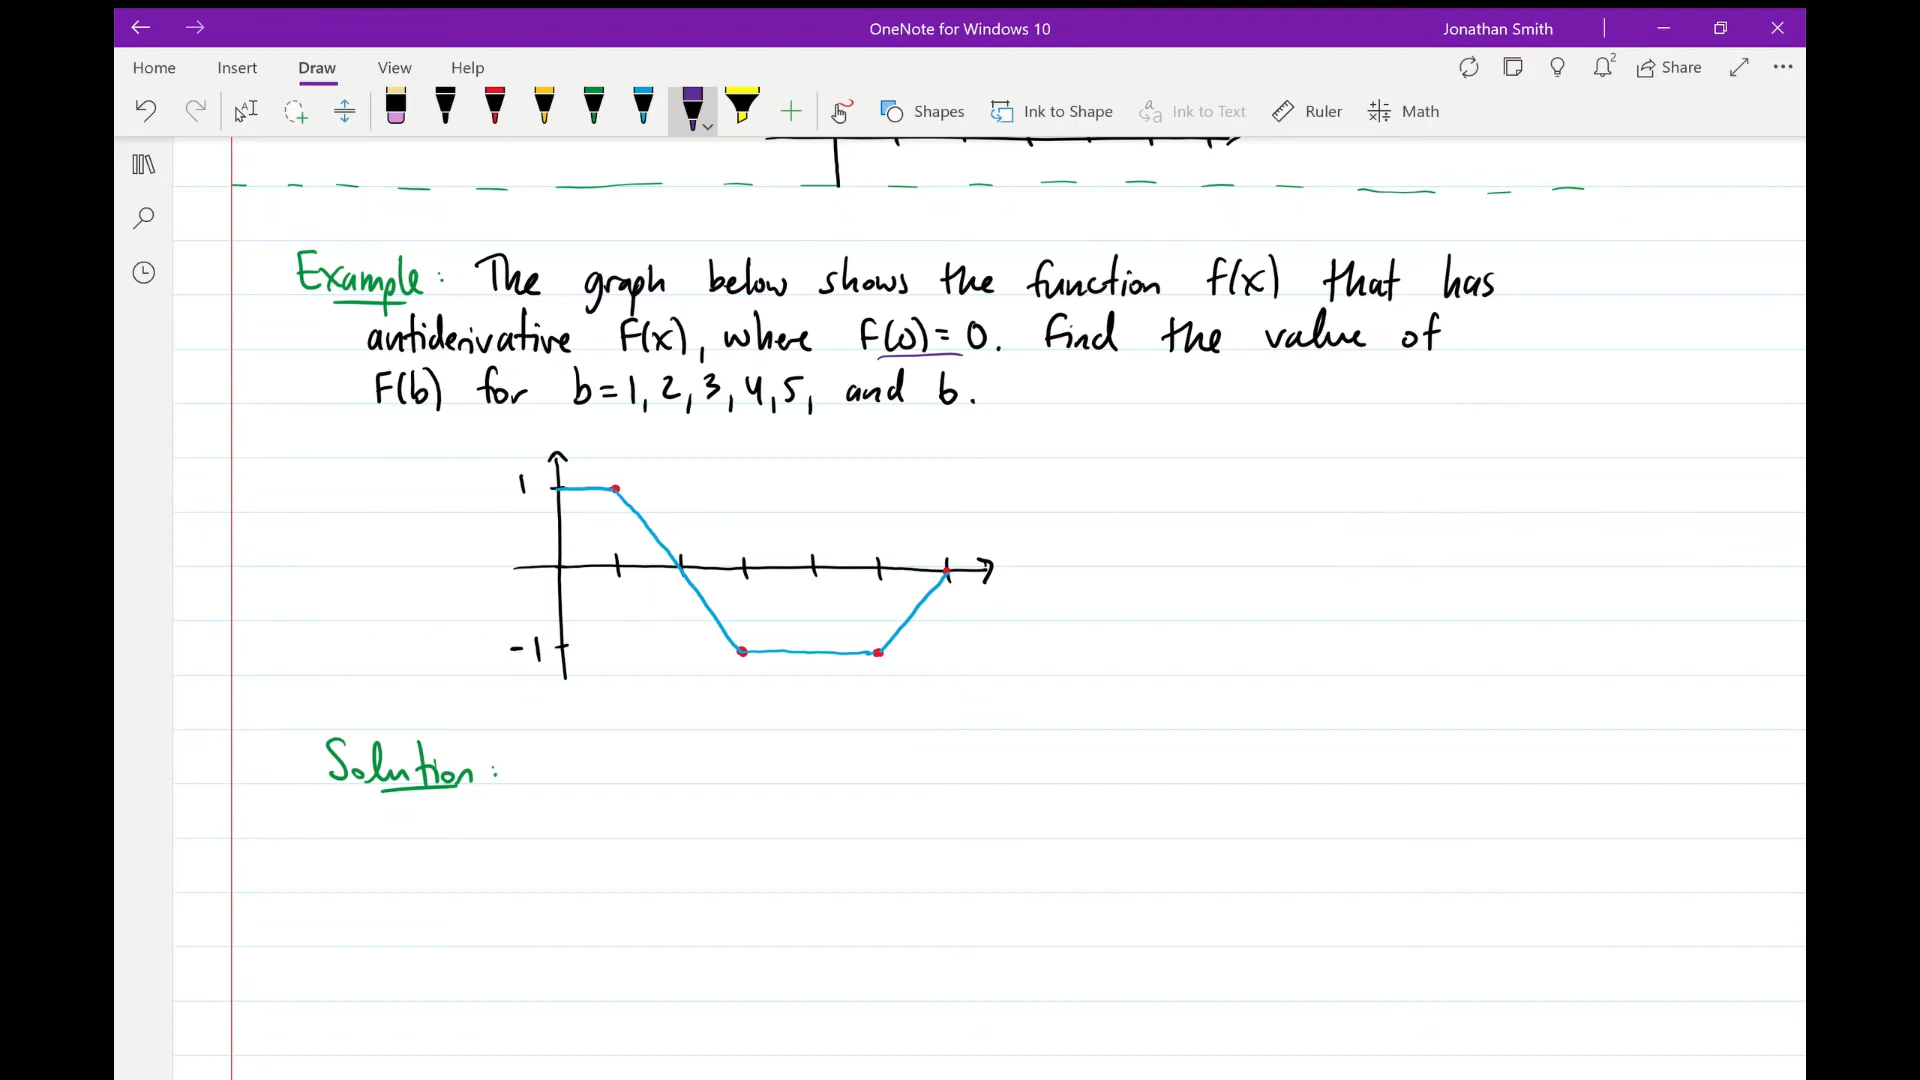 OneNote for Windows 10
Jonathan Smith
Home Insert Draw View Help
2 Share
Shapes Ink to Shape Ink to Text Ruler Math
Example: The graph below shows the function f(x) that has
antiderivative F(x), where F(0)=0. Find the value of
F(b) for b=1,2,3,4,5, and 6.
1
-1
Solution: